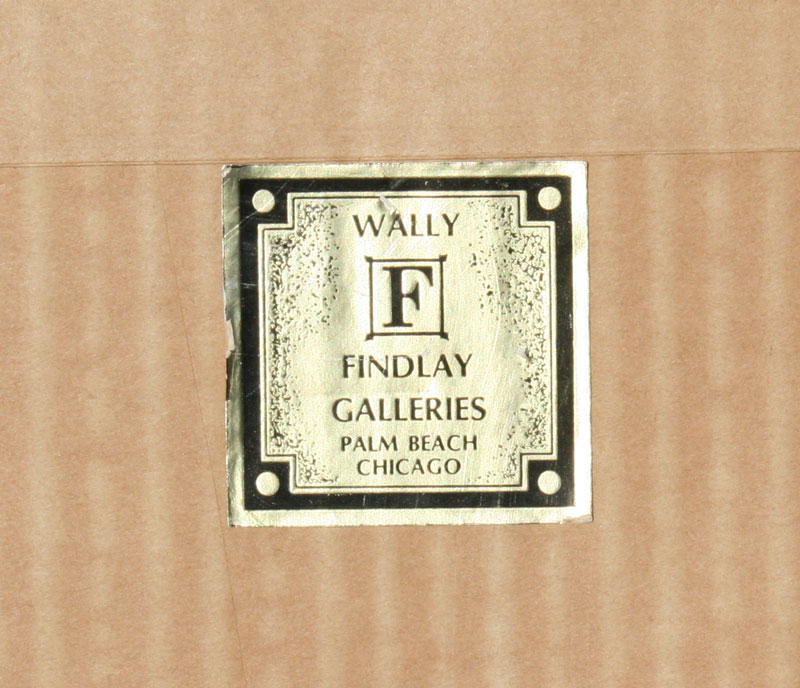 WALLY
F
FINDLAY
GALLERIES
PALM BEACH
CHICAGO